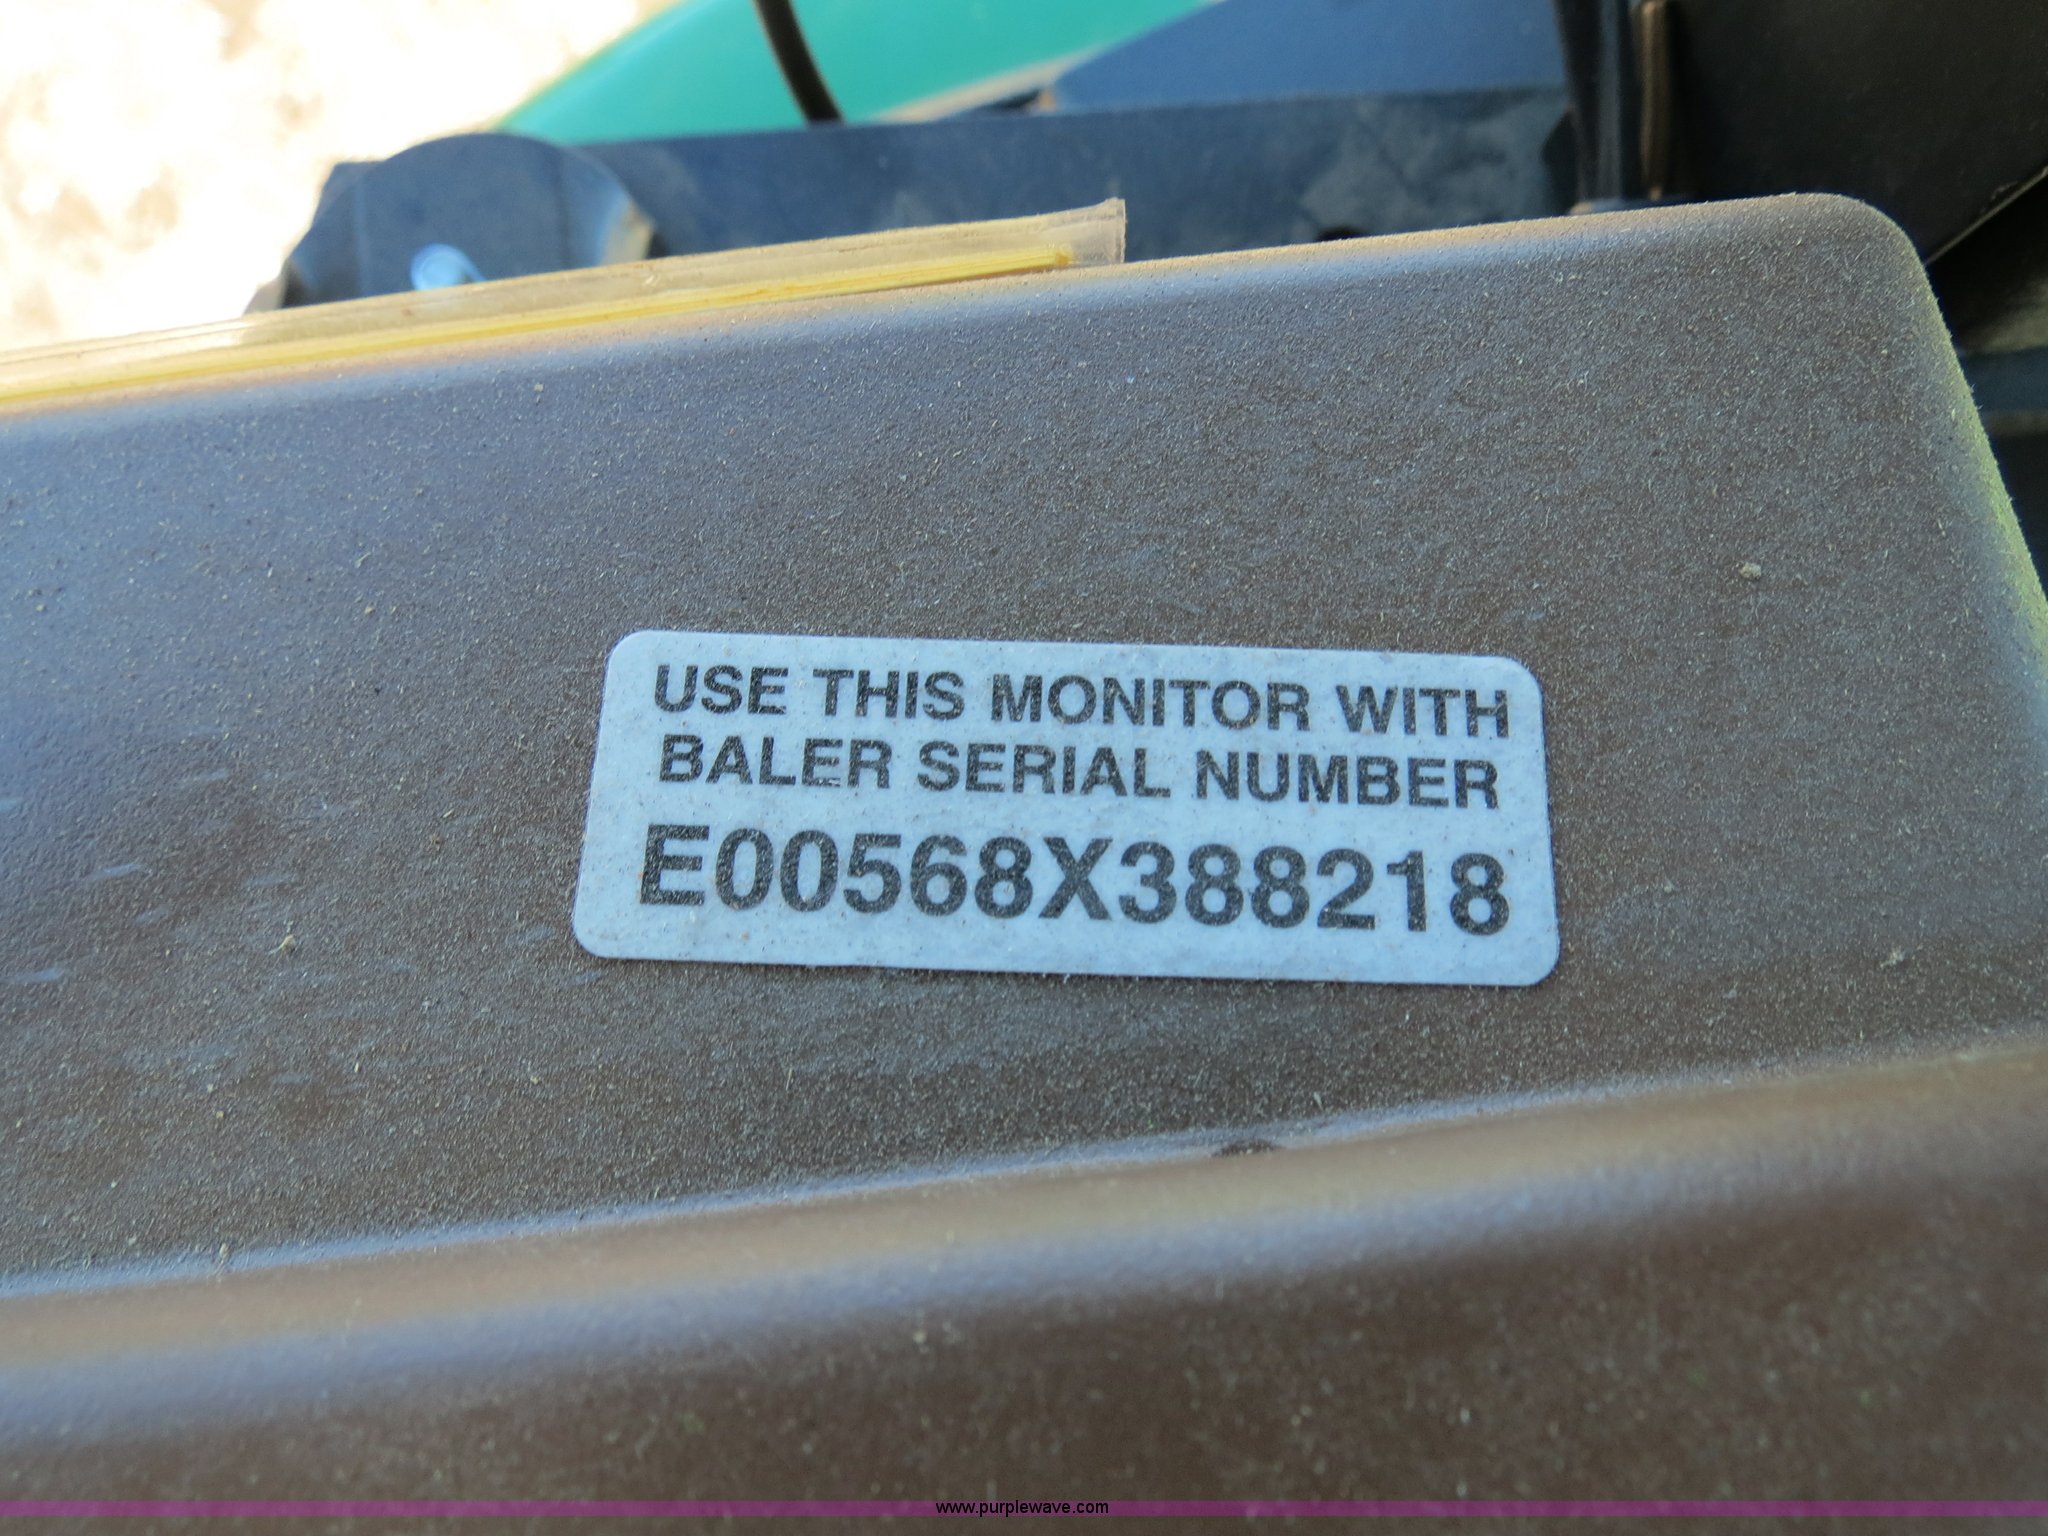 USE THIS MONITOR WITH
BALER SERIAL NUMBER
E00568X388218
www.purplewave.com